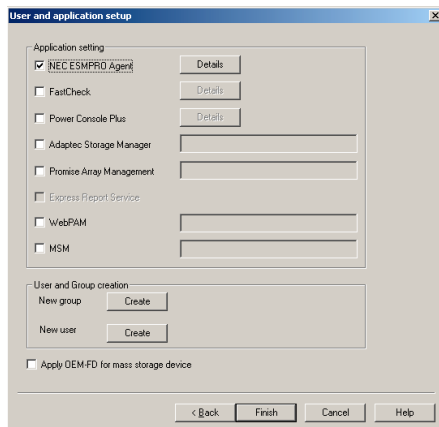 User and application setup
Application setting
NEC ESMPRO Agent Details
FastCheck Details
Power Console Plus Details
Adaptec Storage Manager
Promise Array Management
Express Report Service
WebPAM
MSM
User and Group creation
New group Create
New user Create
Apply OEM-FD for mass storage device
< Back Finish Cancel Help